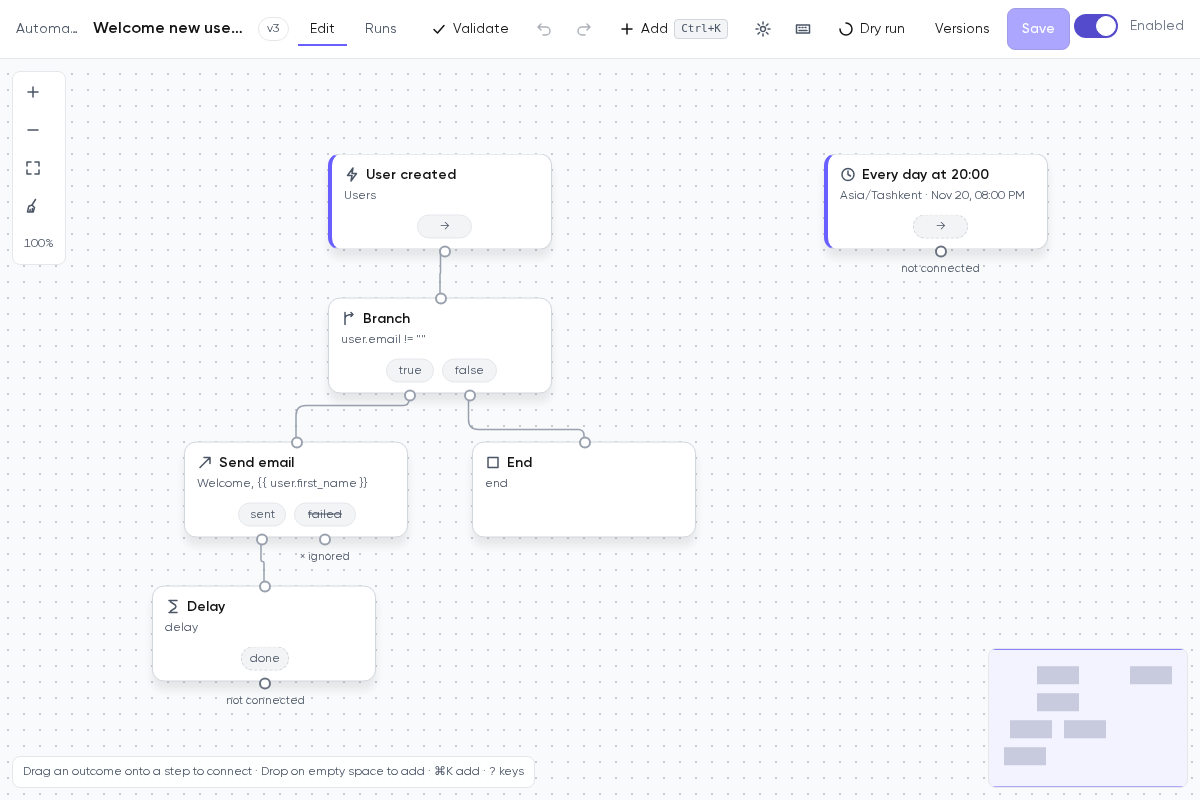 Automa... Welcome new use... v3 Edit Runs Validate Add Ctrl+K Dry run Versions Save Enabled
100%
User created
Users
→
Every day at 20:00
Asia/Tashkent · Nov 20, 08:00 PM
→
not connected
Branch
user.email != ""
true false
Send email
Welcome, {{ user.first_name }}
sent failed
× ignored
End
end
Delay
delay
done
not connected
Drag an outcome onto a step to connect · Drop on empty space to add · ⌘K add · ? keys